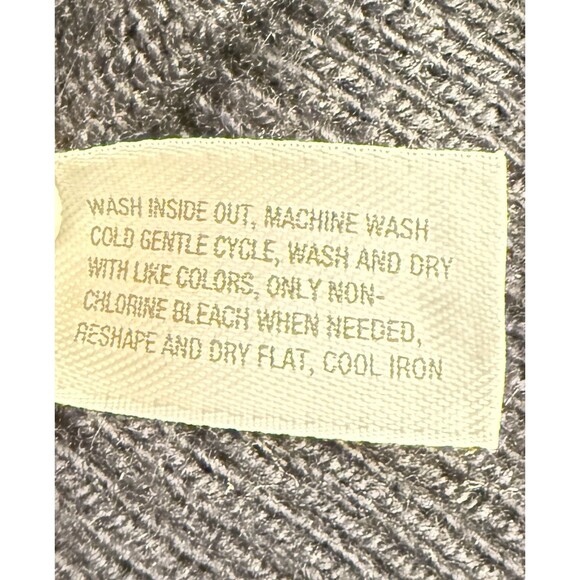 WASH INSIDE OUT, MACHINE WASH
COLD GENTLE CYCLE, WASH AND DRY
WITH LIKE COLORS, ONLY NON-
CHLORINE BLEACH WHEN NEEDED,
RESHAPE AND DRY FLAT, COOL IRON